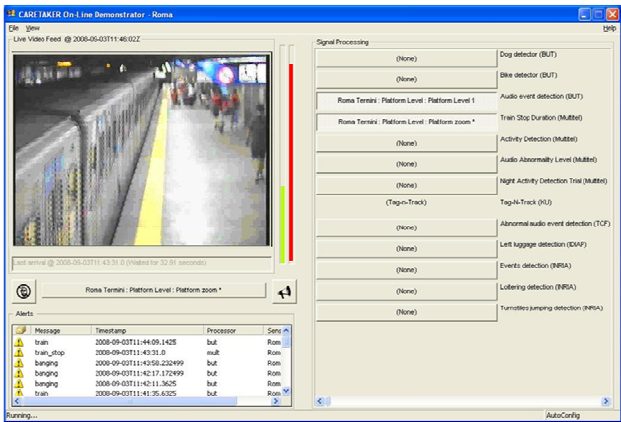 CARETAKER On-Line Demonstrator - Roma
File View Help
Live Video Feed @ 2008-09-03T11:46:02Z
Last arrival @ 2008-09-03T11:43:31.0 (Waited for 32.91 seconds)
Roma Termini : Platform Level : Platform zoom *
Alerts
Message Timestamp Processor Sens
train 2008-09-03T11:44:09.1425 but Rom
train_stop 2008-09-03T11:43:31.0 mult Rom
banging 2008-09-03T11:43:58.232499 but Rom
banging 2008-09-03T11:42:17.172499 but Rom
banging 2008-09-03T11:42:11.3625 but Rom
train 2008-09-03T11:41:35.6325 but Rom
Signal Processing
(None) Dog detector (BUT)
(None) Bike detector (BUT)
Roma Termini : Platform Level : Platform Level 1 Audio event detection (BUT)
Roma Termini : Platform Level : Platform zoom * Train Stop Duration (Multitel)
(None) Activity Detection (Multitel)
(None) Audio Abnormality Level (Multitel)
(None) Night Activity Detection Trial (Multitel)
(Tag-n-Track) Tag-N-Track (KU)
(None) Abnormal audio event detection (TCF)
(None) Left luggage detection (IDIAP)
(None) Events detection (INRIA)
(None) Loitering detection (INRIA)
(None) Turnstiles jumping detection (INRIA)
Running... AutoConfig